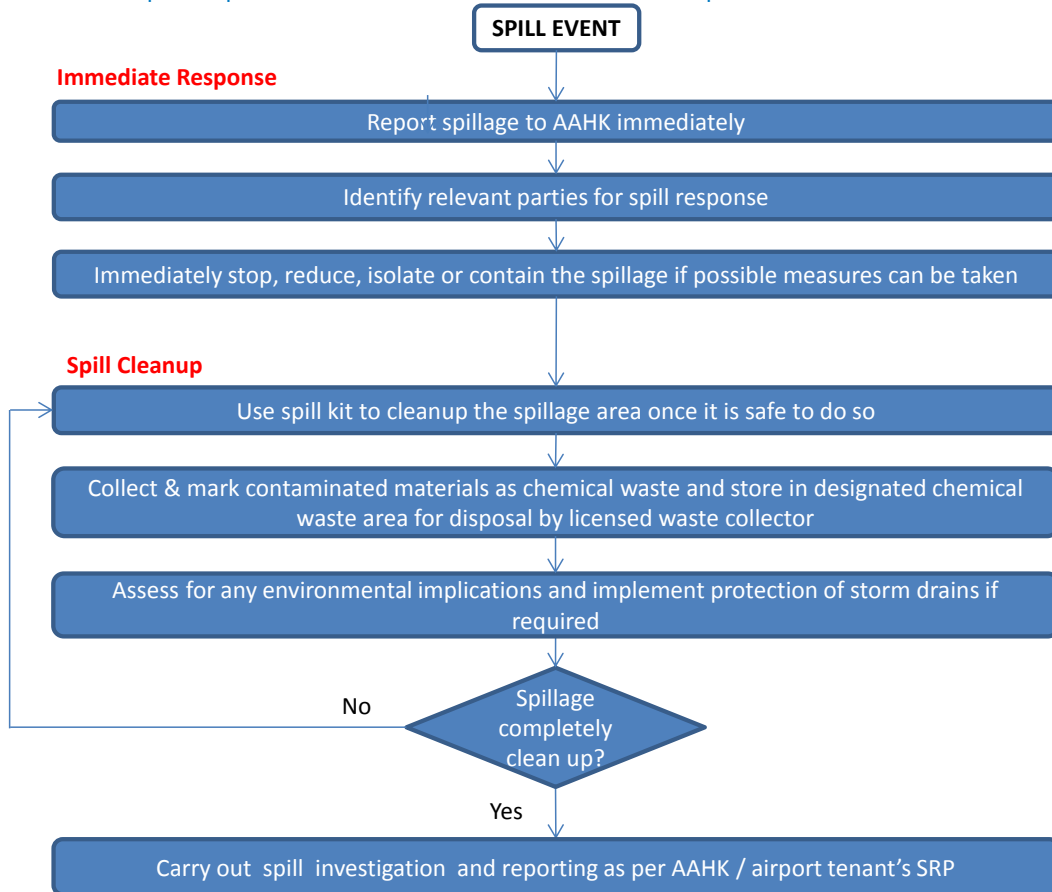 SPILL EVENT
Immediate Response
Report spillage to AAHK immediately
Identify relevant parties for spill response
Immediately stop, reduce, isolate or contain the spillage if possible measures can be taken
Spill Cleanup
Use spill kit to cleanup the spillage area once it is safe to do so
Collect & mark contaminated materials as chemical waste and store in designated chemical
waste area for disposal by licensed waste collector
Assess for any environmental implications and implement protection of storm drains if
required
Spillage
completely
clean up?
No
Yes
Carry out spill investigation and reporting as per AAHK / airport tenant's SRP